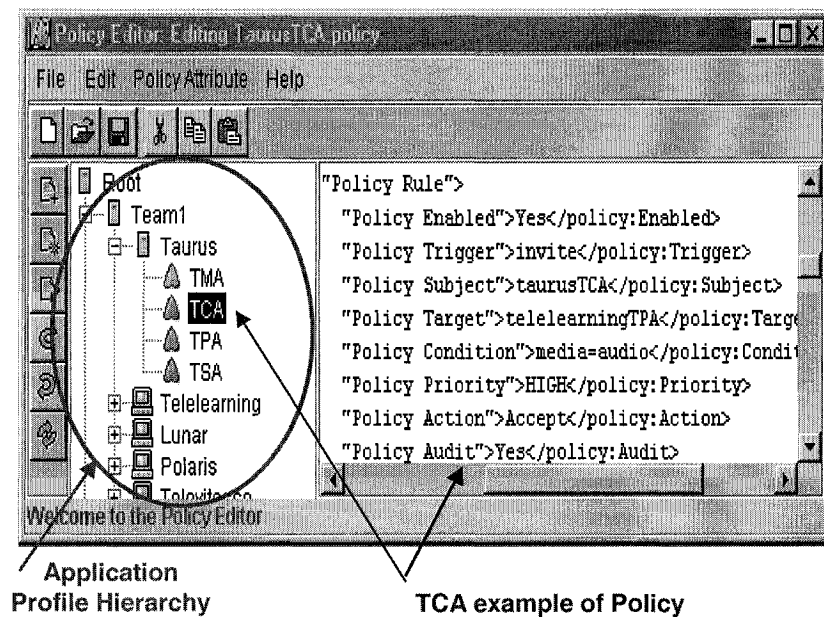 Policy Editor: Editing TaurusTCA policy
File Edit Policy Attribute Help
Root
Team1
Taurus
TMA
TCA
TPA
TSA
Telelearning
Lunar
Polaris
"Policy Rule">
"Policy Enabled">Yes</policy:Enabled>
"Policy Trigger">invite</policy:Trigger>
"Policy Subject">taurusTCA</policy:Subject>
"Policy Target">telelearningTPA</policy:Targe
"Policy Condition">media=audio</policy:Condit
"Policy Priority">HIGH</policy:Priority>
"Policy Action">Accept</policy:Action>
"Policy Audit">Yes</policy:Audit>
Welcome to the Policy Editor
Application
Profile Hierarchy
TCA example of Policy